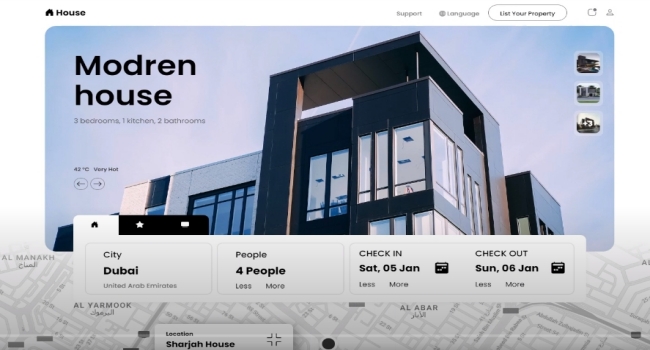 House
Support
Language
List Your Property
Modren
house
3 bedrooms, 1 kitchen, 2 bathrooms
42 °C Vary Hot
City
Dubai
United Arab Emirates
People
4 People
Less More
CHECK IN
Sat, 05 Jan
Less More
CHECK OUT
Sun, 06 Jan
Less More
AL MANAKH
المناخ
AL YARMOOK
اليرموك
AL ABAR
الآبار
Location
Sharjah House